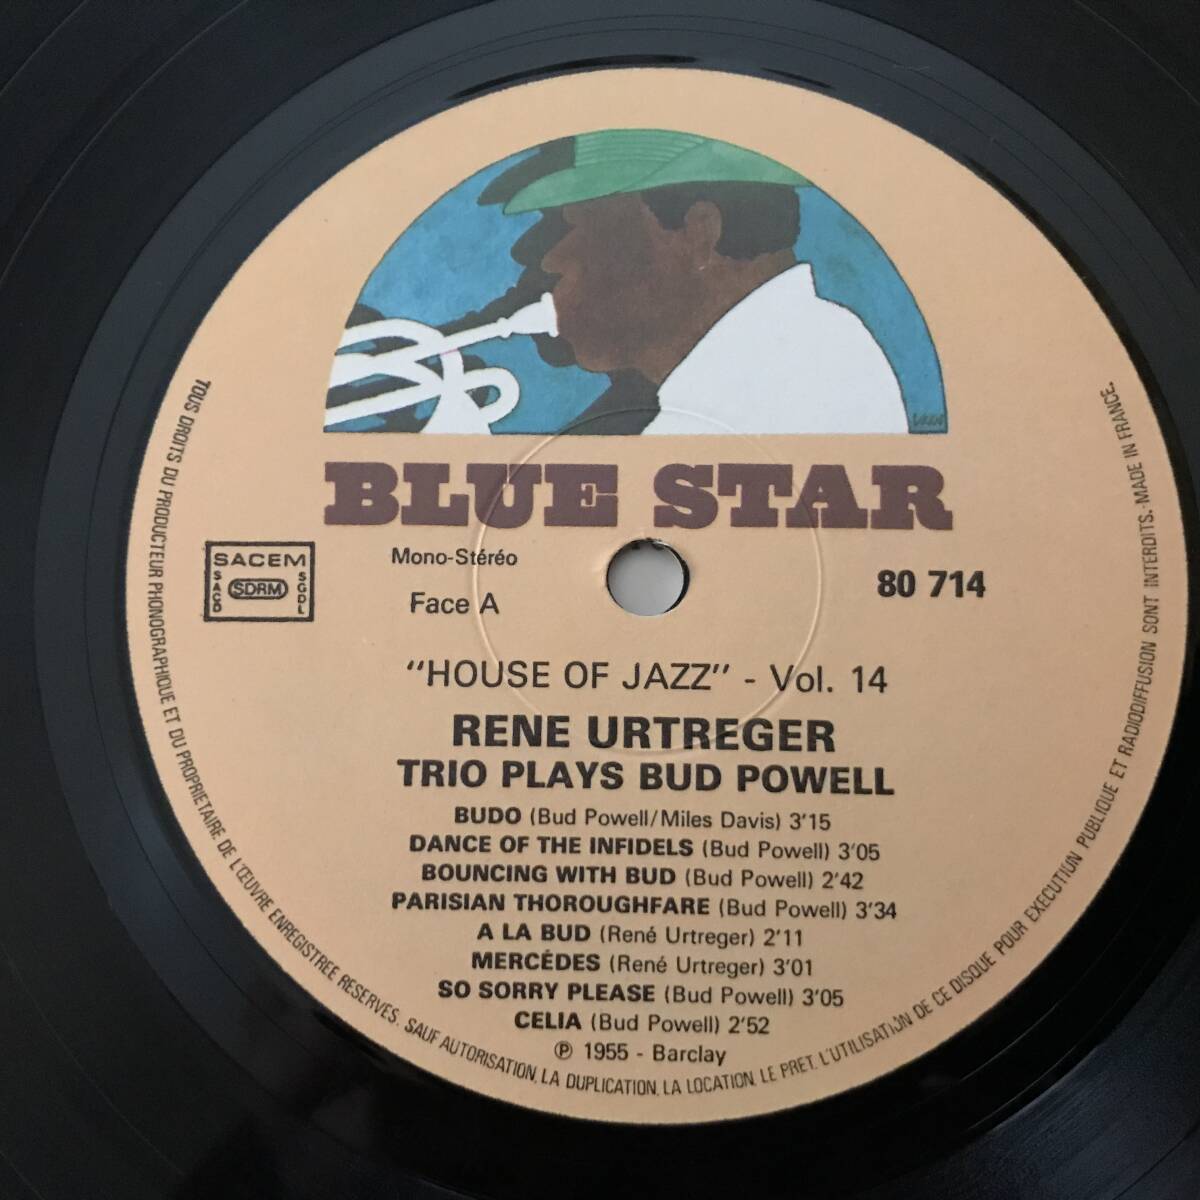 BLUE STAR
Mono-Stéréo
Face A
80 714
SACEM
SACD
SDRM
SGDL
"HOUSE OF JAZZ" - Vol. 14
RENE URTREGER
TRIO PLAYS BUD POWELL
BUDO (Bud Powell/Miles Davis) 3'15
DANCE OF THE INFIDELS (Bud Powell) 3'05
BOUNCING WITH BUD (Bud Powell) 2'42
PARISIAN THOROUGHFARE (Bud Powell) 3'34
A LA BUD (René Urtreger) 2'11
MERCÉDES (René Urtreger) 3'01
SO SORRY PLEASE (Bud Powell) 3'05
CELIA (Bud Powell) 2'52
℗ 1955 - Barclay
TOUS DROITS DU PRODUCTEUR PHONOGRAPHIQUE ET DU PROPRIETAIRE DE L'ŒUVRE ENREGISTREE RESERVES. SAUF AUTORISATION, LA DUPLICATION, LA LOCATION, LE PRET, L'UTILISATION DE CE DISQUE POUR EXECUTION PUBLIQUE ET RADIODIFFUSION SONT INTERDITS. - MADE IN FRANCE.